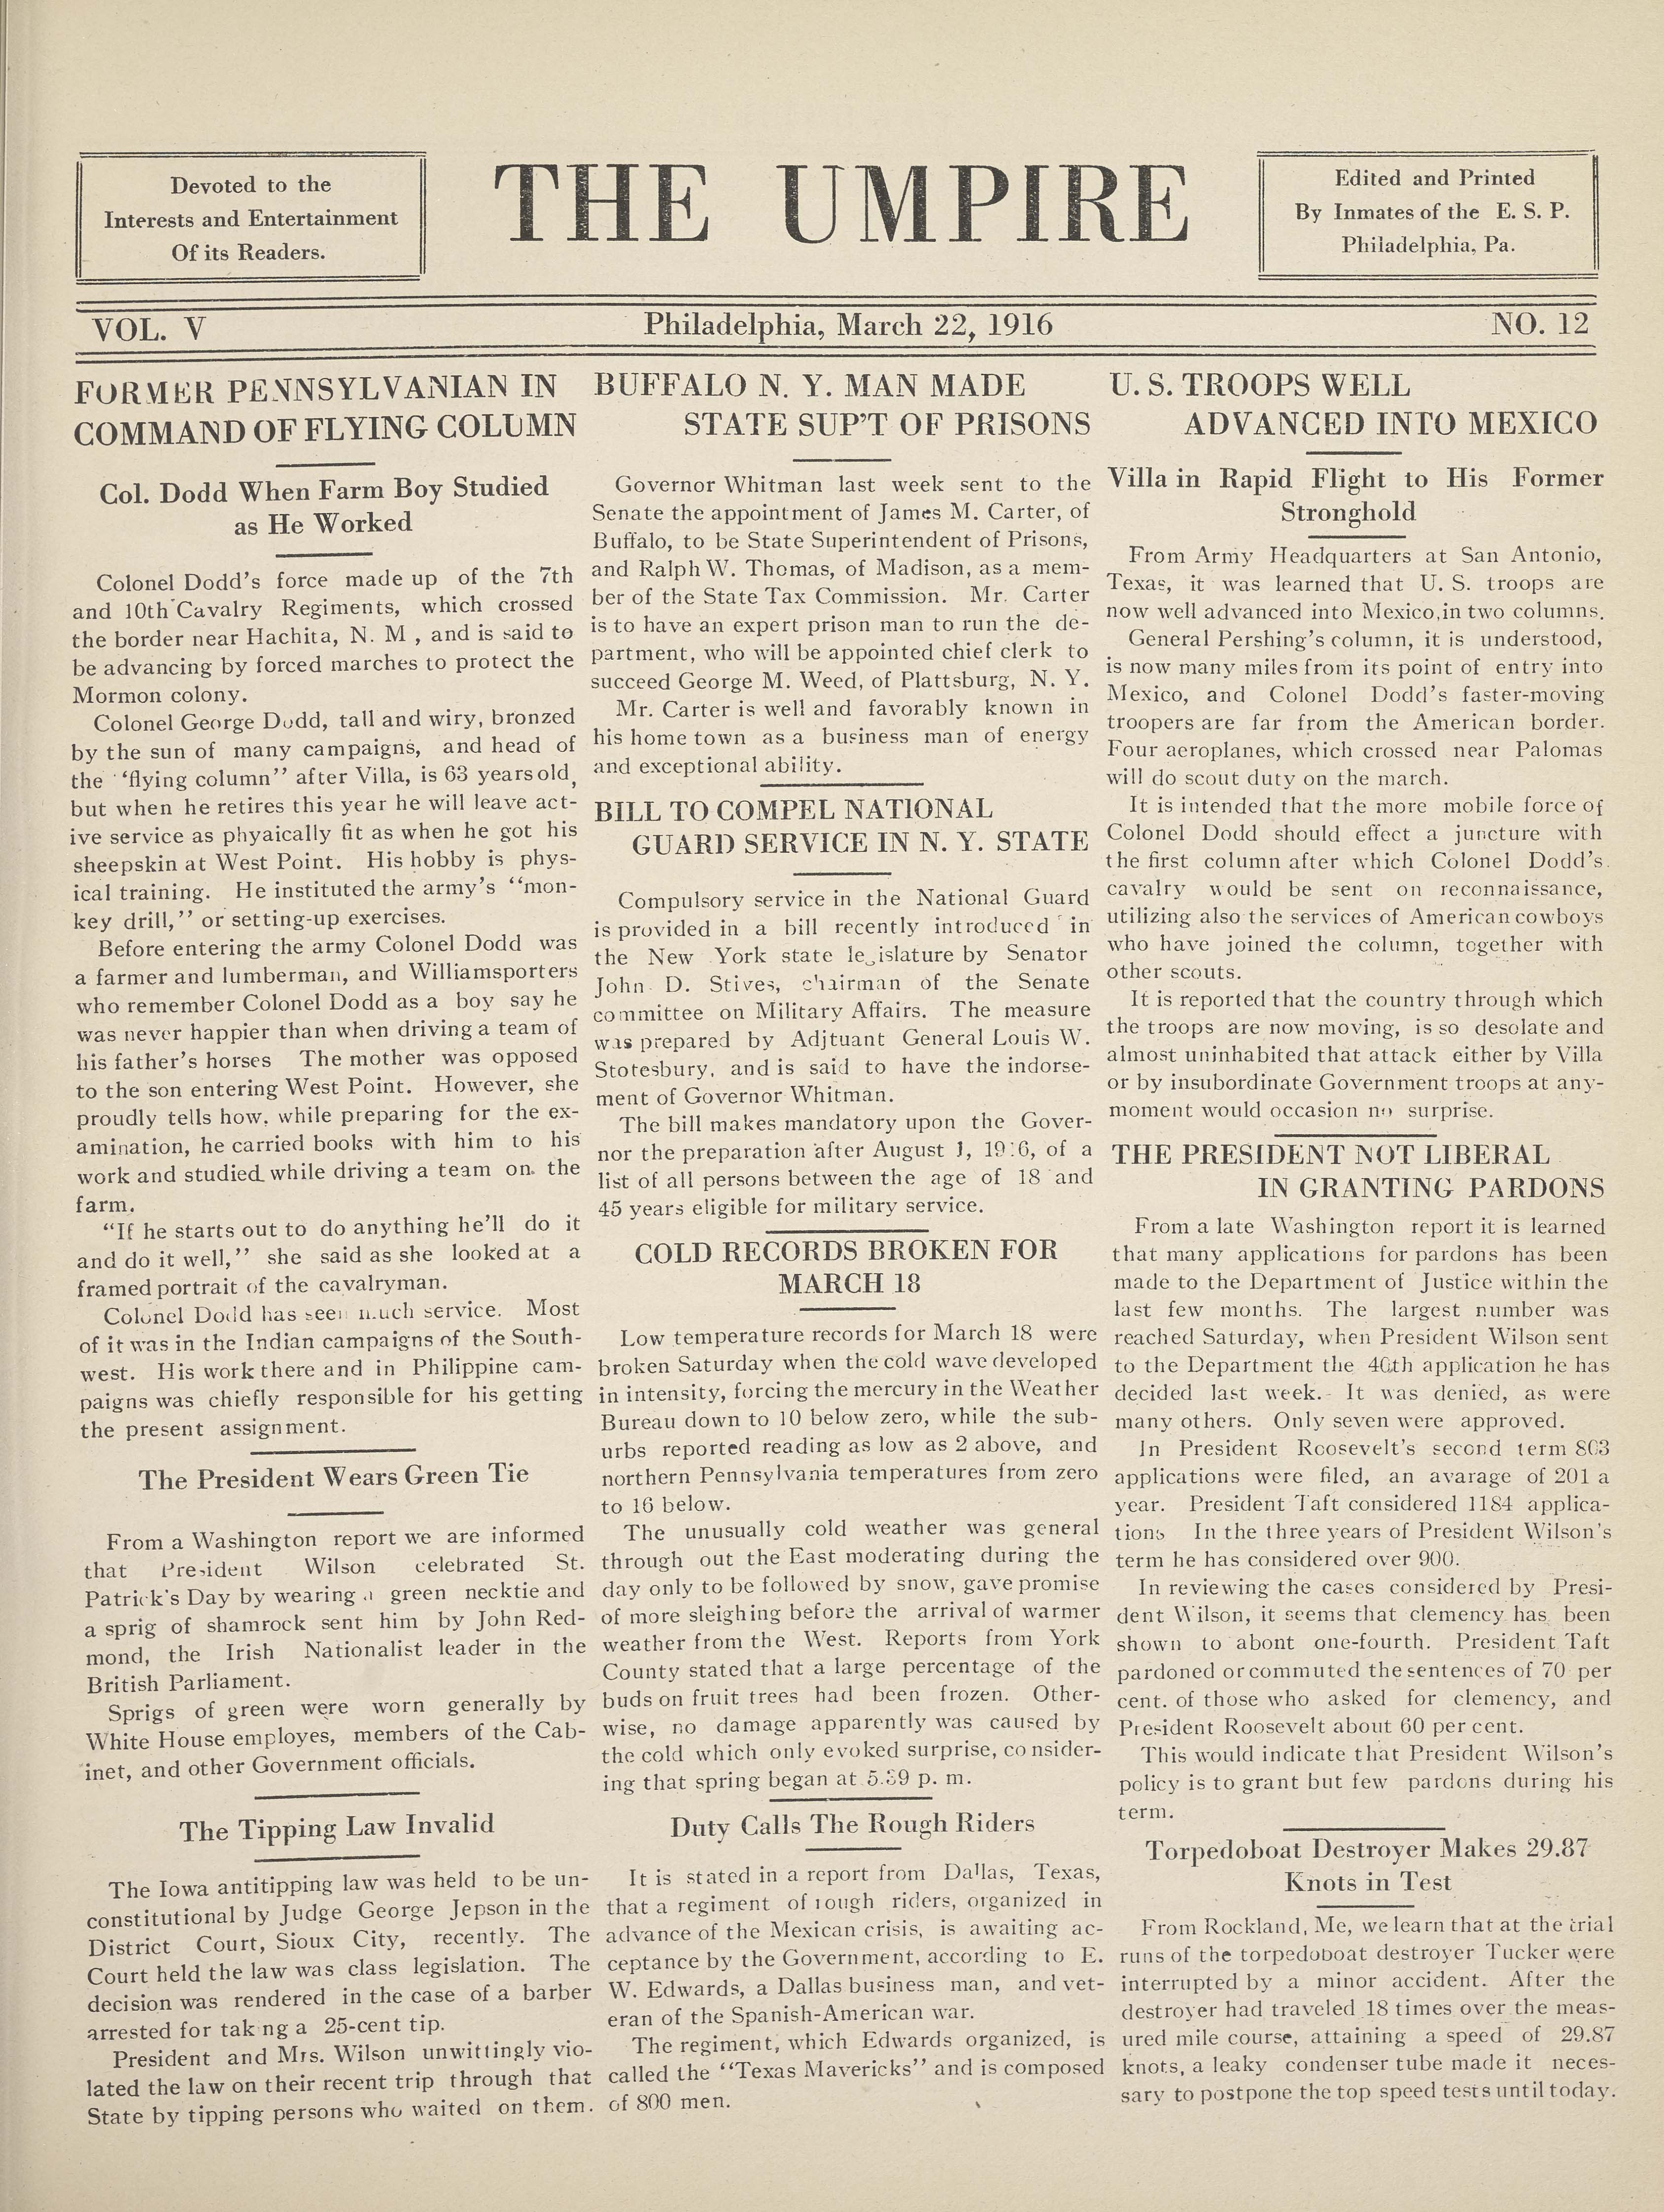 Devoted to the
Interests and Entertainment
Of its Readers.
THE UMPIRE
Edited and Printed
By Inmates of the E. S. P.
Philadelphia, Pa.
VOL. V
Philadelphia, March 22, 1916
NO. 12
FORMER PENNSYLVANIAN IN
COMMAND OF FLYING COLUMN
Col. Dodd When Farm Boy Studied
as He Worked
Colonel Dodd's force made up of the 7th
and 10th Cavalry Regiments, which crossed
the border near Hachita, N. M , and is said to
be advancing by forced marches to protect the
Mormon colony.
Colonel George Dodd, tall and wiry, bronzed
by the sun of many campaigns, and head of
the "flying column" after Villa, is 63 years old,
but when he retires this year he will leave act-
ive service as phyaically fit as when he got his
sheepskin at West Point. His hobby is phys-
ical training. He instituted the army's "mon-
key drill," or setting-up exercises.
Before entering the army Colonel Dodd was
a farmer and lumberman, and Williamsporters
who remember Colonel Dodd as a boy say he
was never happier than when driving a team of
his father's horses The mother was opposed
to the son entering West Point. However, she
proudly tells how, while preparing for the ex-
amination, he carried books with him to his
work and studied while driving a team on the
farm.
"If he starts out to do anything he'll do it
and do it well," she said as she looked at a
framed portrait of the cavalryman.
Colonel Dodd has seen much service. Most
of it was in the Indian campaigns of the South-
west. His work there and in Philippine cam-
paigns was chiefly responsible for his getting
the present assignment.
The President Wears Green Tie
From a Washington report we are informed
that President Wilson celebrated St.
Patrick's Day by wearing a green necktie and
a sprig of shamrock sent him by John Red-
mond, the Irish Nationalist leader in the
British Parliament.
Sprigs of green were worn generally by
White House employes, members of the Cab-
inet, and other Government officials.
The Tipping Law Invalid
The Iowa antitipping law was held to be un-
constitutional by Judge George Jepson in the
District Court, Sioux City, recently. The
Court held the law was class legislation. The
decision was rendered in the case of a barber
arrested for tak ng a 25-cent tip.
President and Mrs. Wilson unwittingly vio-
lated the law on their recent trip through that
State by tipping persons who waited on them.
BUFFALO N. Y. MAN MADE
STATE SUP'T OF PRISONS
Governor Whitman last week sent to the
Senate the appointment of James M. Carter, of
Buffalo, to be State Superintendent of Prisons,
and Ralph W. Thomas, of Madison, as a mem-
ber of the State Tax Commission. Mr. Carter
is to have an expert prison man to run the de-
partment, who will be appointed chief clerk to
succeed George M. Weed, of Plattsburg, N. Y.
Mr. Carter is well and favorably known in
his home town as a business man of energy
and exceptional ability.
BILL TO COMPEL NATIONAL
GUARD SERVICE IN N. Y. STATE
Compulsory service in the National Guard
is provided in a bill recently introduced in
the New York state legislature by Senator
John D. Stives, chairman of the Senate
committee on Military Affairs. The measure
was prepared by Adjtuant General Louis W.
Stotesbury, and is said to have the indorse-
ment of Governor Whitman.
The bill makes mandatory upon the Gover-
nor the preparation after August 1, 1916, of a
list of all persons between the age of 18 and
45 years eligible for military service.
COLD RECORDS BROKEN FOR
MARCH 18
Low temperature records for March 18 were
broken Saturday when the cold wave developed
in intensity, forcing the mercury in the Weather
Bureau down to 10 below zero, while the sub-
urbs reported reading as low as 2 above, and
northern Pennsylvania temperatures from zero
to 16 below.
The unusually cold weather was general
through out the East moderating during the
day only to be followed by snow, gave promise
of more sleighing before the arrival of warmer
weather from the West. Reports from York
County stated that a large percentage of the
buds on fruit trees had been frozen. Other-
wise, no damage apparently was caused by
the cold which only evoked surprise, consider-
ing that spring began at 5.39 p. m.
Duty Calls The Rough Riders
It is stated in a report from Dallas, Texas,
that a regiment of rough riders, organized in
advance of the Mexican crisis, is awaiting ac-
ceptance by the Government, according to E.
W. Edwards, a Dallas business man, and vet-
eran of the Spanish-American war.
The regiment, which Edwards organized, is
called the "Texas Mavericks" and is composed
of 800 men.
U. S. TROOPS WELL
ADVANCED INTO MEXICO
Villa in Rapid Flight to His Former
Stronghold
From Army Headquarters at San Antonio,
Texas, it was learned that U. S. troops are
now well advanced into Mexico,in two columns.
General Pershing's column, it is understood,
is now many miles from its point of entry into
Mexico, and Colonel Dodd's faster-moving
troopers are far from the American border.
Four aeroplanes, which crossed near Palomas
will do scout duty on the march.
It is intended that the more mobile force of
Colonel Dodd should effect a juncture with
the first column after which Colonel Dodd's
cavalry would be sent on reconnaissance,
utilizing also the services of American cowboys
who have joined the column, together with
other scouts.
It is reported that the country through which
the troops are now moving, is so desolate and
almost uninhabited that attack either by Villa
or by insubordinate Government troops at any-
moment would occasion no surprise.
THE PRESIDENT NOT LIBERAL
IN GRANTING PARDONS
From a late Washington report it is learned
that many applications for pardons has been
made to the Department of Justice within the
last few months. The largest number was
reached Saturday, when President Wilson sent
to the Department the 40th application he has
decided last week. It was denied, as were
many others. Only seven were approved.
In President Roosevelt's second term 803
applications were filed, an avarage of 201 a
year. President Taft considered 1184 applica-
tions In the three years of President Wilson's
term he has considered over 900.
In reviewing the cases considered by Presi-
dent Wilson, it seems that clemency has been
shown to abont one-fourth. President Taft
pardoned or commuted the sentences of 70 per
cent. of those who asked for clemency, and
President Roosevelt about 60 per cent.
This would indicate that President Wilson's
policy is to grant but few pardons during his
term.
Torpedoboat Destroyer Makes 29.87
Knots in Test
From Rockland, Me, we learn that at the trial
runs of the torpedoboat destroyer Tucker were
interrupted by a minor accident. After the
destroyer had traveled 18 times over the meas-
ured mile course, attaining a speed of 29.87
knots, a leaky condenser tube made it neces-
sary to postpone the top speed tests until today.